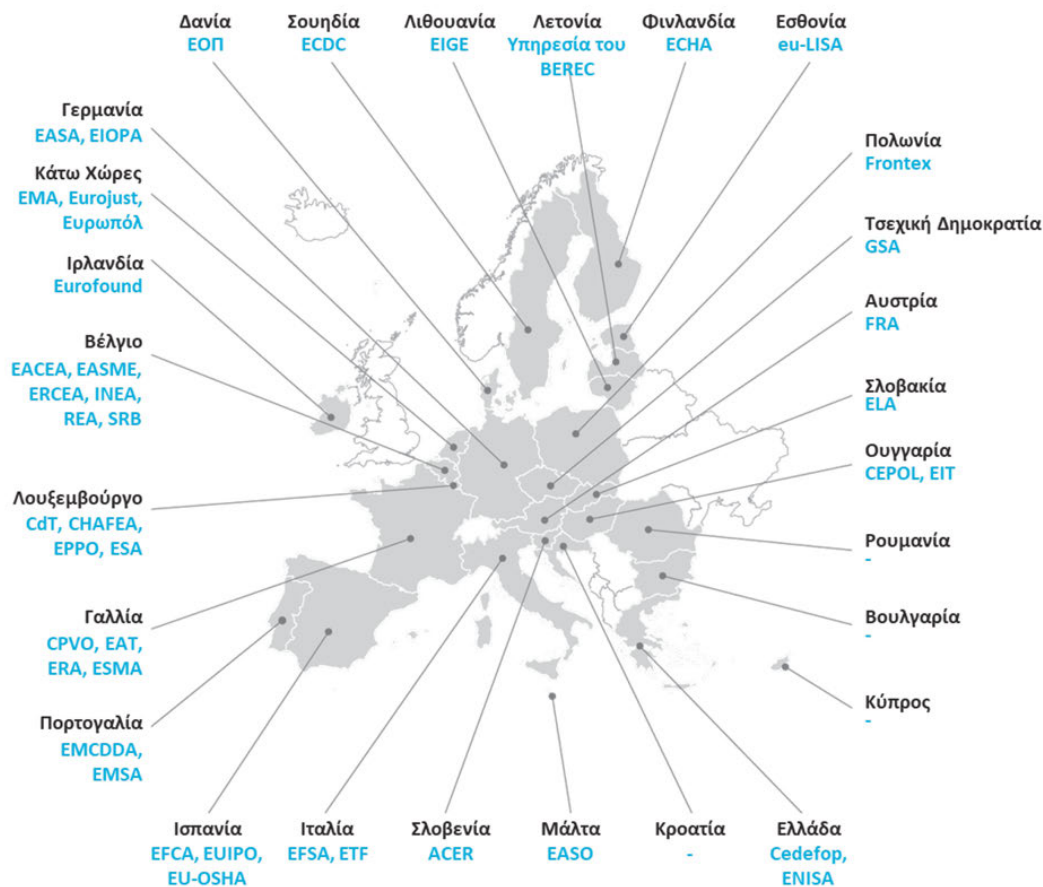 Δανία
ΕΟΠ
Σουηδία
ECDC
Λιθουανία
EIGE
Λετονία
Υπηρεσία του
BEREC
Φινλανδία
ECHA
Εσθονία
eu-LISA
Γερμανία
EASA, EIOPA
Κάτω Χώρες
EMA, Eurojust,
Ευρωπόλ
Ιρλανδία
Eurofound
Βέλγιο
EACEA, EASME,
ERCEA, INEA,
REA, SRB
Λουξεμβούργο
CdT, CHAFEA,
EPPO, ESA
Γαλλία
CPVO, ΕΑΤ,
ERA, ESMA
Πορτογαλία
EMCDDA,
EMSA
Πολωνία
Frontex
Τσεχική Δημοκρατία
GSA
Αυστρία
FRA
Σλοβακία
ELA
Ουγγαρία
CEPOL, EIT
Ρουμανία
-
Βουλγαρία
-
Κύπρος
-
Ισπανία
EFCA, EUIPO,
EU-OSHA
Ιταλία
EFSA, ETF
Σλοβενία
ACER
Μάλτα
EASO
Κροατία
-
Ελλάδα
Cedefop,
ENISA